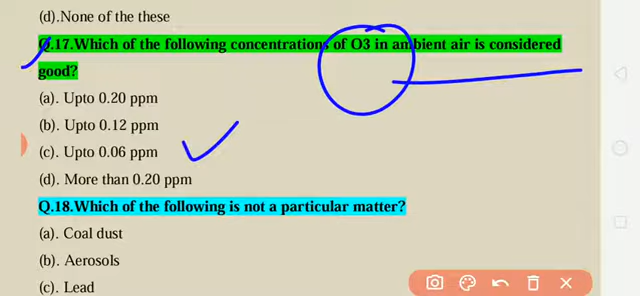 (d).None of the these
Q.17.Which of the following concentrations of O3 in ambient air is considered
good?
(a). Upto 0.20 ppm
(b). Upto 0.12 ppm
(c). Upto 0.06 ppm
(d). More than 0.20 ppm
Q.18.Which of the following is not a particular matter?
(a). Coal dust
(b). Aerosols
(c). Lead